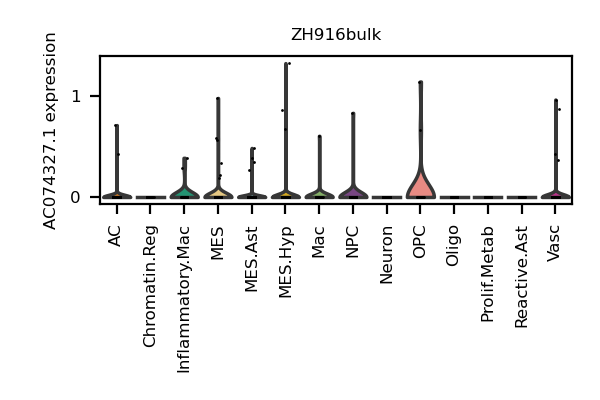 ZH916bulk
AC074327.1 expression
1
0
AC
Chromatin.Reg
Inflammatory.Mac
MES
MES.Ast
MES.Hyp
Mac
NPC
Neuron
OPC
Oligo
Prolif.Metab
Reactive.Ast
Vasc